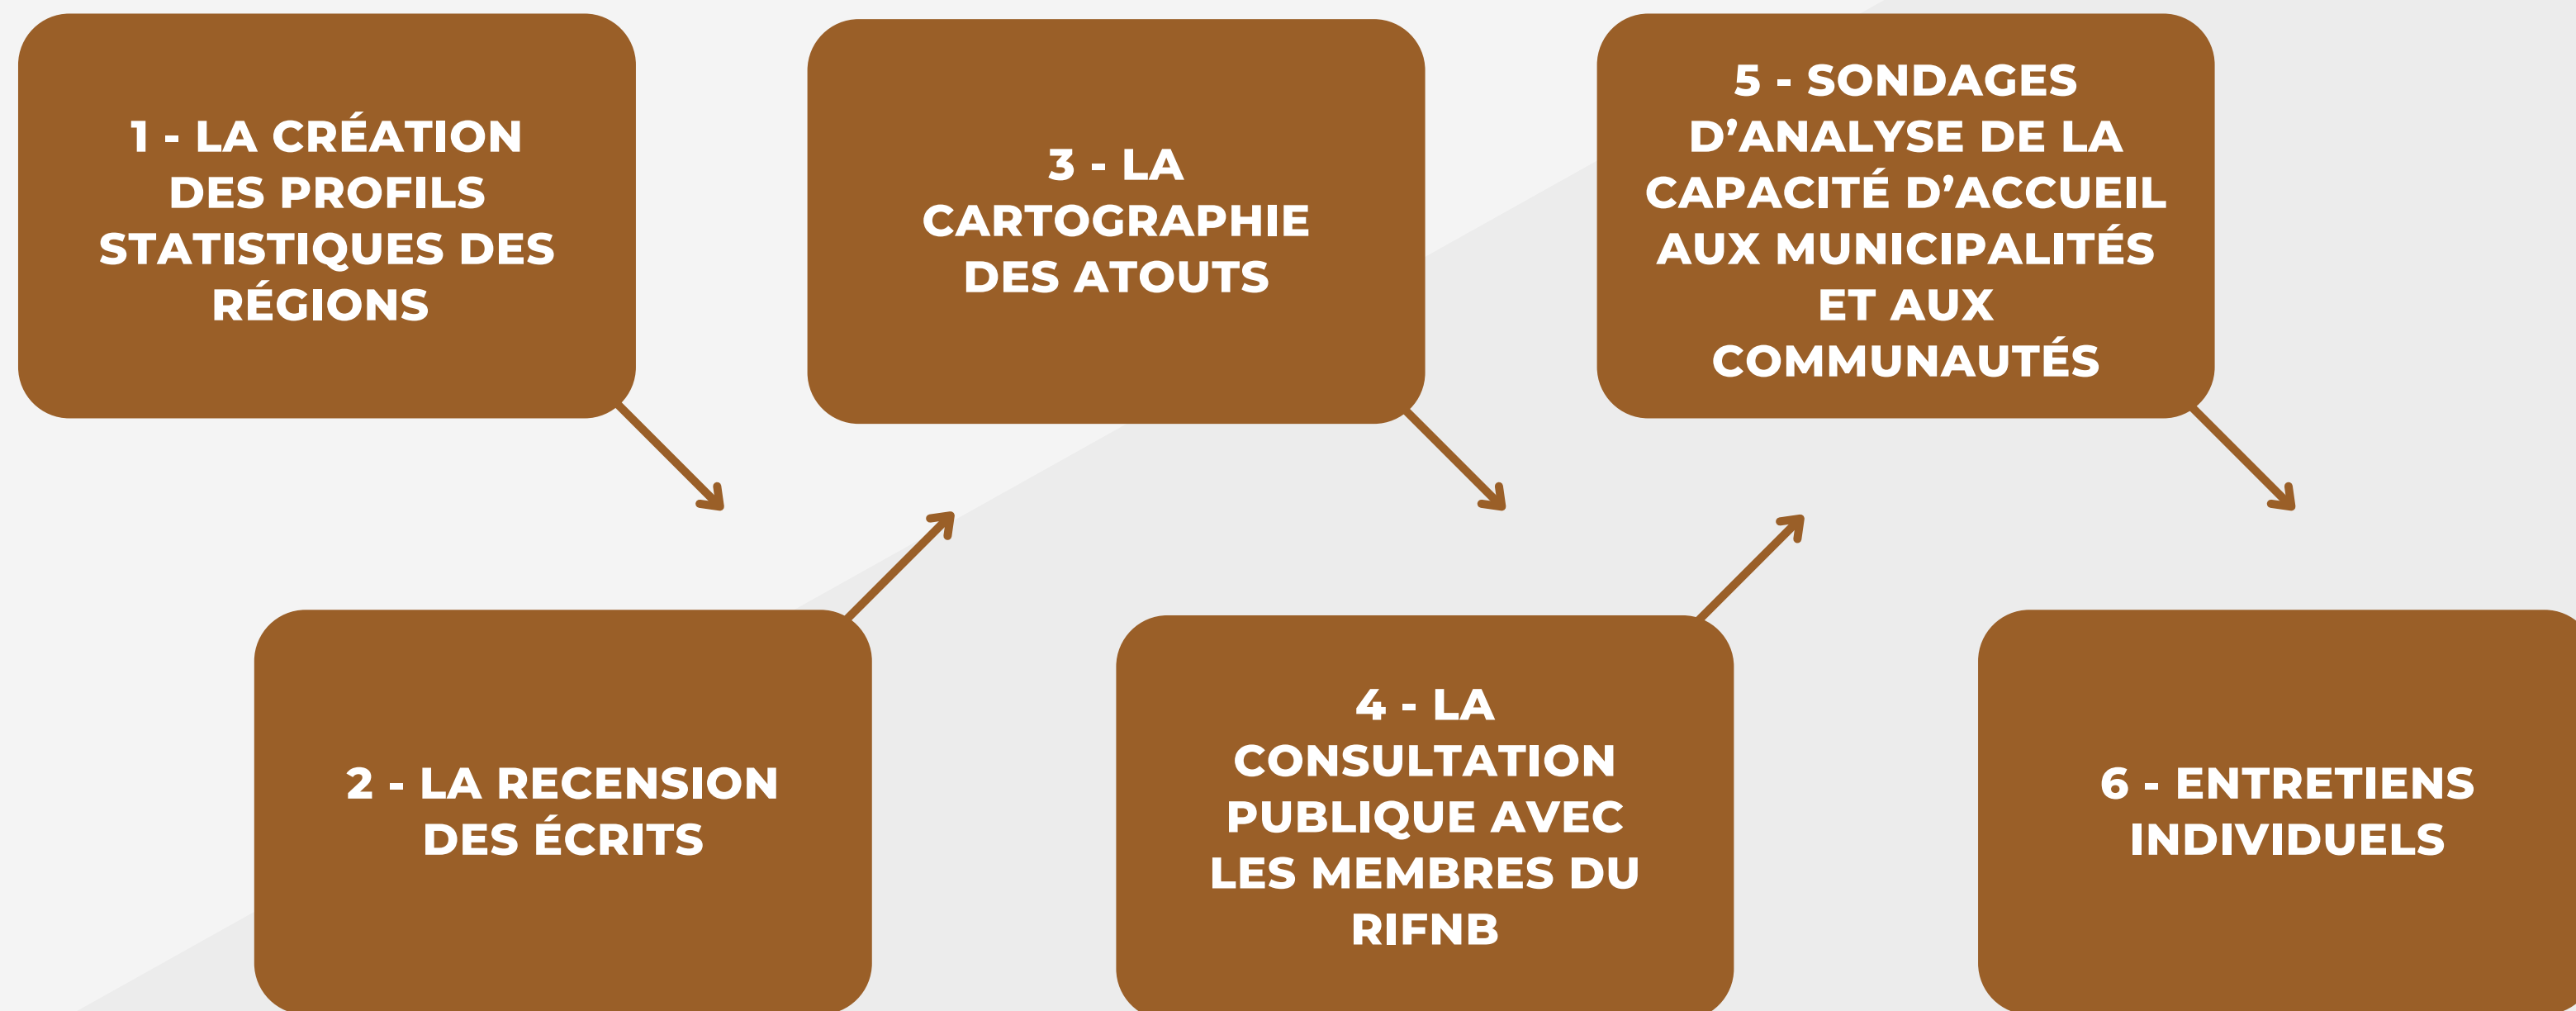 1 - LA CRÉATION
DES PROFILS
STATISTIQUES DES
RÉGIONS
2 - LA RECENSION
DES ÉCRITS
3 - LA
CARTOGRAPHIE
DES ATOUTS
4 - LA
CONSULTATION
PUBLIQUE AVEC
LES MEMBRES DU
RIFNB
5 - SONDAGES
D’ANALYSE DE LA
CAPACITÉ D’ACCUEIL
AUX MUNICIPALITÉS
ET AUX
COMMUNAUTÉS
6 - ENTRETIENS
INDIVIDUELS